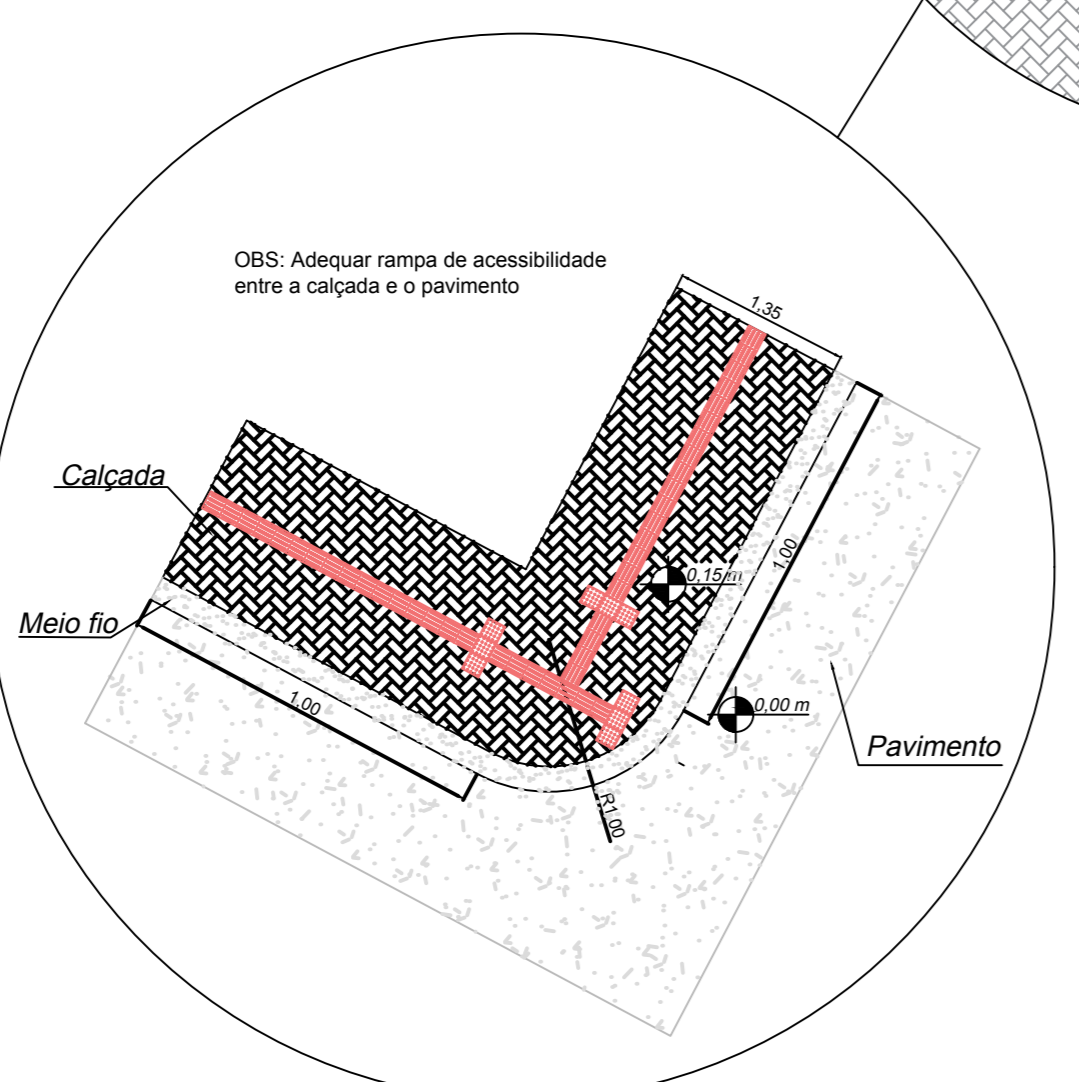 OBS: Adequar rampa de acessibilidade
entre a calçada e o pavimento
1,35
Calçada
1,00
0,15 m
Meio fio
1,00
0,00 m
Pavimento
R1,00